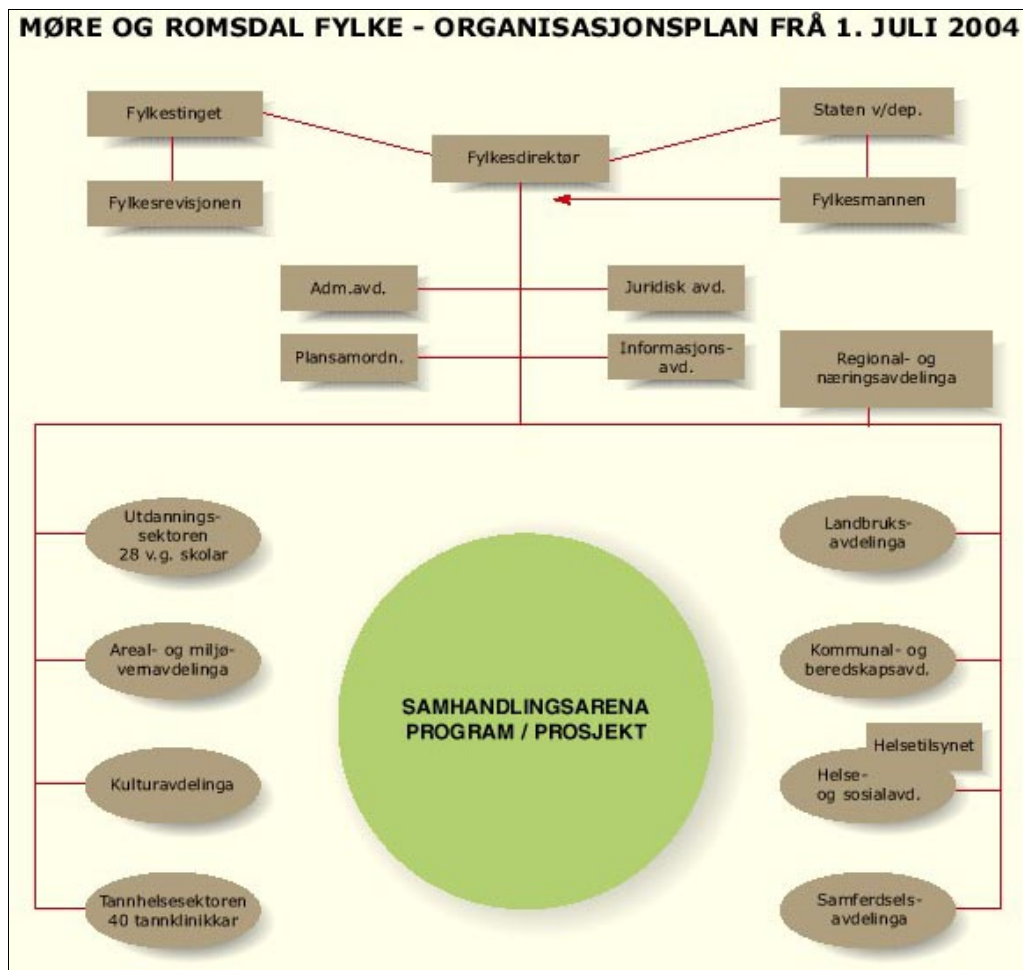 MØRE OG ROMSDAL FYLKE - ORGANISASJONSPLAN FRÅ 1. JULI 2004
Fylkestinget
Staten v/dep.
Fylkesdirektør
Fylkesrevisjonen
Fylkesmannen
Adm.avd.
Juridisk avd.
Plansamordn.
Informasjons-
avd.
Regional- og
næringsavdelinga
Utdannings-
sektoren
28 v.g. skolar
Landbruks-
avdelinga
Areal- og miljø-
vernavdelinga
Kommunal- og
beredskapsavd.
SAMHANDLINGSARENA
PROGRAM / PROSJEKT
Helsetilsynet
Kulturavdelinga
Helse-
og sosialavd.
Tannhelsesektoren
40 tannklinikkar
Samferdsels-
avdelinga